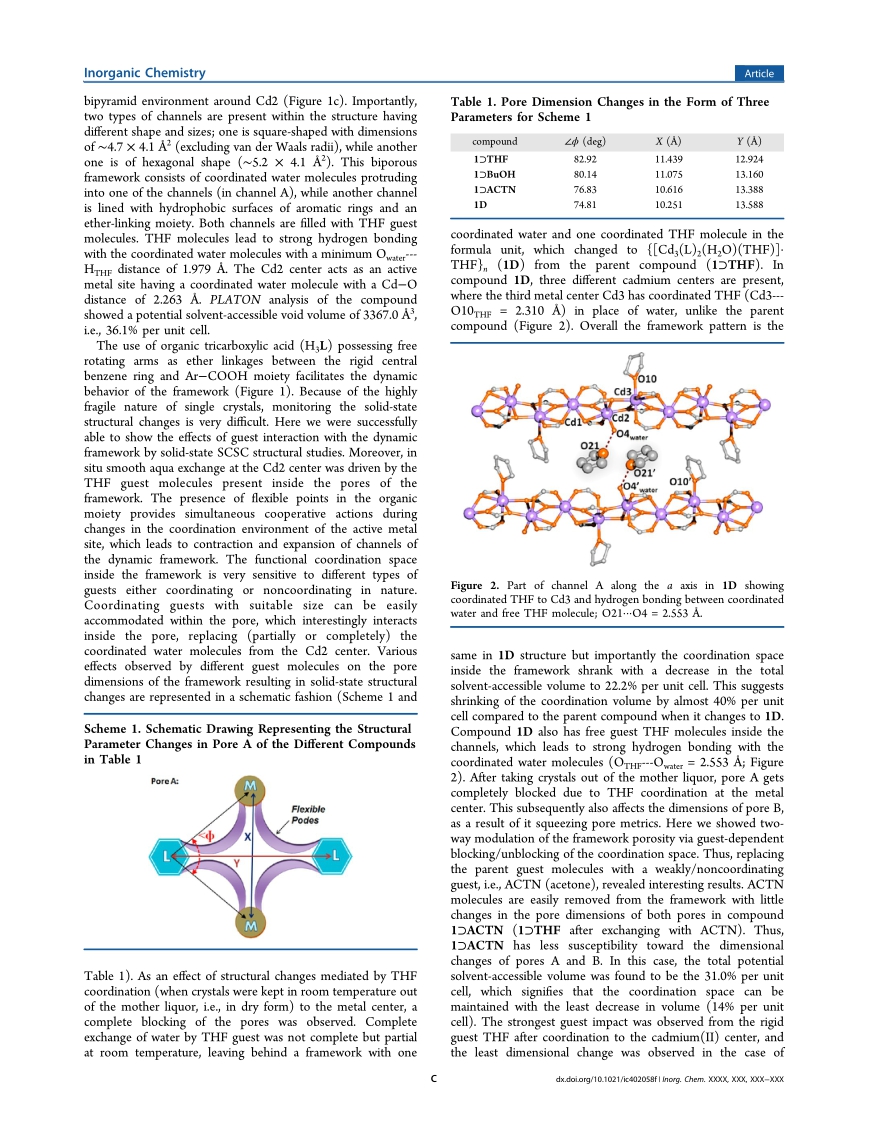 Inorganic Chemistry
Article
bipyramid environment around Cd2 (Figure 1c). Importantly,
two types of channels are present within the structure having
different shape and sizes; one is square-shaped with dimensions
of ~4.7 × 4.1 Å² (excluding van der Waals radii), while another
one is of hexagonal shape (~5.2 × 4.1 Å²). This biporous
framework consists of coordinated water molecules protruding
into one of the channels (in channel A), while another channel
is lined with hydrophobic surfaces of aromatic rings and an
ether-linking moiety. Both channels are filled with THF guest
molecules. THF molecules lead to strong hydrogen bonding
with the coordinated water molecules with a minimum Owater---
HTHF distance of 1.979 Å. The Cd2 center acts as an active
metal site having a coordinated water molecule with a Cd−O
distance of 2.263 Å. PLATON analysis of the compound
showed a potential solvent-accessible void volume of 3367.0 Å³,
i.e., 36.1% per unit cell.
The use of organic tricarboxylic acid (H₃L) possessing free
rotating arms as ether linkages between the rigid central
benzene ring and Ar−COOH moiety facilitates the dynamic
behavior of the framework (Figure 1). Because of the highly
fragile nature of single crystals, monitoring the solid-state
structural changes is very difficult. Here we were successfully
able to show the effects of guest interaction with the dynamic
framework by solid-state SCSC structural studies. Moreover, in
situ smooth aqua exchange at the Cd2 center was driven by the
THF guest molecules present inside the pores of the
framework. The presence of flexible points in the organic
moiety provides simultaneous cooperative actions during
changes in the coordination environment of the active metal
site, which leads to contraction and expansion of channels of
the dynamic framework. The functional coordination space
inside the framework is very sensitive to different types of
guests either coordinating or noncoordinating in nature.
Coordinating guests with suitable size can be easily
accommodated within the pore, which interestingly interacts
inside the pore, replacing (partially or completely) the
coordinated water molecules from the Cd2 center. Various
effects observed by different guest molecules on the pore
dimensions of the framework resulting in solid-state structural
changes are represented in a schematic fashion (Scheme 1 and
Scheme 1. Schematic Drawing Representing the Structural
Parameter Changes in Pore A of the Different Compounds
in Table 1
Pore A:
M
Flexible
Podes
<ϕ
X
L
Y
L
M
Table 1). As an effect of structural changes mediated by THF
coordination (when crystals were kept in room temperature out
of the mother liquor, i.e., in dry form) to the metal center, a
complete blocking of the pores was observed. Complete
exchange of water by THF guest was not complete but partial
at room temperature, leaving behind a framework with one
Table 1. Pore Dimension Changes in the Form of Three
Parameters for Scheme 1
compound ∠ϕ (deg) X (Å) Y (Å)
1⊃THF 82.92 11.439 12.924
1⊃BuOH 80.14 11.075 13.160
1⊃ACTN 76.83 10.616 13.388
1D 74.81 10.251 13.588
coordinated water and one coordinated THF molecule in the
formula unit, which changed to {[Cd₃(L)₂(H₂O)(THF)]·
THF}ₙ (1D) from the parent compound (1⊃THF). In
compound 1D, three different cadmium centers are present,
where the third metal center Cd3 has coordinated THF (Cd3---
O10THF = 2.310 Å) in place of water, unlike the parent
compound (Figure 2). Overall the framework pattern is the
O10
Cd3
Cd1
Cd2
O4water
O21
O21'
O4'water
O10'
Figure 2. Part of channel A along the a axis in 1D showing
coordinated THF to Cd3 and hydrogen bonding between coordinated
water and free THF molecule; O21···O4 = 2.553 Å.
same in 1D structure but importantly the coordination space
inside the framework shrank with a decrease in the total
solvent-accessible volume to 22.2% per unit cell. This suggests
shrinking of the coordination volume by almost 40% per unit
cell compared to the parent compound when it changes to 1D.
Compound 1D also has free guest THF molecules inside the
channels, which leads to strong hydrogen bonding with the
coordinated water molecules (OTHF---Owater = 2.553 Å; Figure
2). After taking crystals out of the mother liquor, pore A gets
completely blocked due to THF coordination at the metal
center. This subsequently also affects the dimensions of pore B,
as a result of it squeezing pore metrics. Here we showed two-
way modulation of the framework porosity via guest-dependent
blocking/unblocking of the coordination space. Thus, replacing
the parent guest molecules with a weakly/noncoordinating
guest, i.e., ACTN (acetone), revealed interesting results. ACTN
molecules are easily removed from the framework with little
changes in the pore dimensions of both pores in compound
1⊃ACTN (1⊃THF after exchanging with ACTN). Thus,
1⊃ACTN has less susceptibility toward the dimensional
changes of pores A and B. In this case, the total potential
solvent-accessible volume was found to be the 31.0% per unit
cell, which signifies that the coordination space can be
maintained with the least decrease in volume (14% per unit
cell). The strongest guest impact was observed from the rigid
guest THF after coordination to the cadmium(II) center, and
the least dimensional change was observed in the case of
C
dx.doi.org/10.1021/ic402058f | Inorg. Chem. XXXX, XXX, XXX−XXX